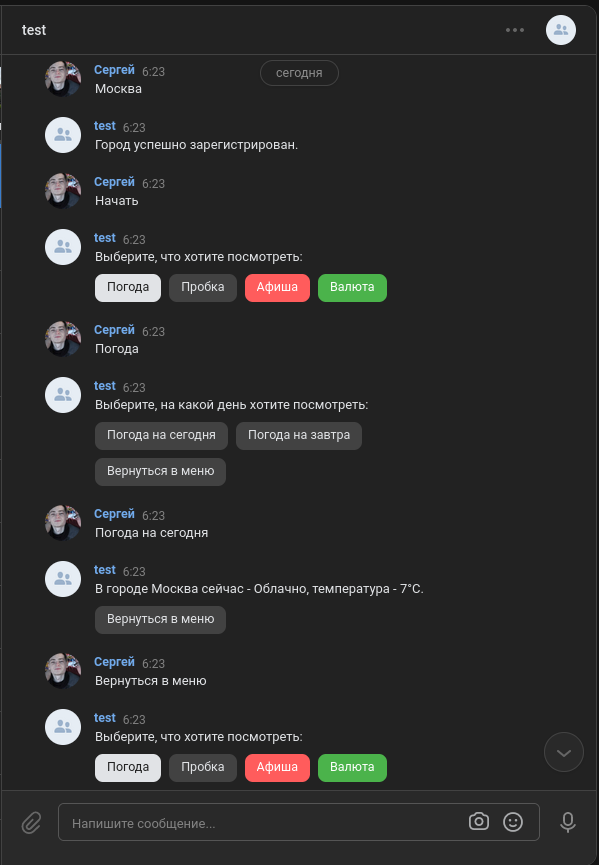 test
Сергей 6:23
сегодня
Москва
test 6:23
Город успешно зарегистрирован.
Сергей 6:23
Начать
test 6:23
Выберите, что хотите посмотреть:
Погода Пробка Афиша Валюта
Сергей 6:23
Погода
test 6:23
Выберите, на какой день хотите посмотреть:
Погода на сегодня Погода на завтра
Вернуться в меню
Сергей 6:23
Погода на сегодня
test 6:23
В городе Москва сейчас - Облачно, температура - 7°C.
Вернуться в меню
Сергей 6:23
Вернуться в меню
test 6:23
Выберите, что хотите посмотреть:
Погода Пробка Афиша Валюта
Напишите сообщение...